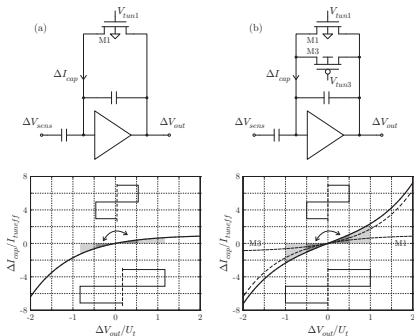 (a)
V_tun1
M1
ΔI_cap
ΔV_sens
ΔV_out
(b)
V_tun1
M1
M3
V_tun3
ΔI_cap
ΔV_sens
ΔV_out
ΔI_cap/I_tuneff
8
4
0
-4
-8
-2 -1 0 1 2
ΔV_out/U_t
ΔI_cap/I_tuneff
8
4
0
-4
-8
M3
M1
-2 -1 0 1 2
ΔV_out/U_t